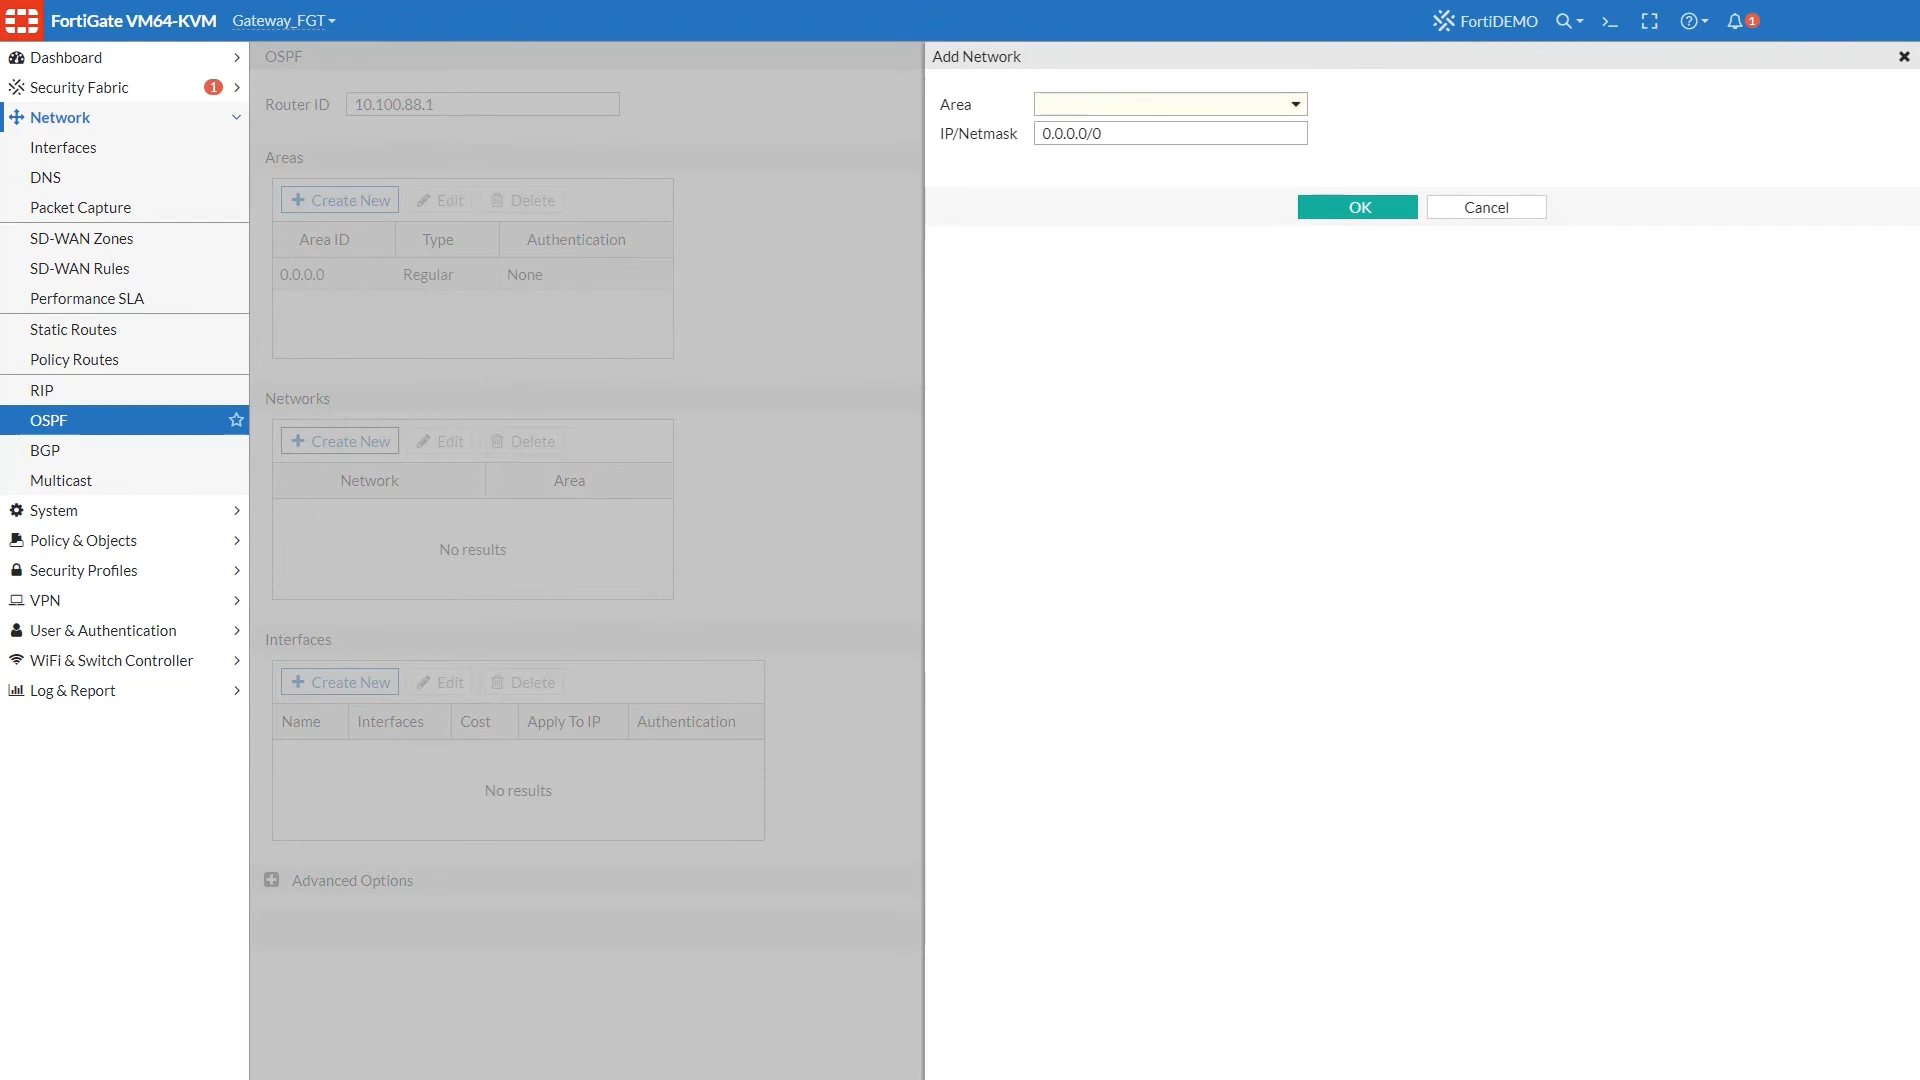 FortiGate VM64-KVM
Gateway_FGT
FortiDEMO
1
Dashboard
Security Fabric
1
Network
Interfaces
DNS
Packet Capture
SD-WAN Zones
SD-WAN Rules
Performance SLA
Static Routes
Policy Routes
RIP
OSPF
BGP
Multicast
System
Policy & Objects
Security Profiles
VPN
User & Authentication
WiFi & Switch Controller
Log & Report
OSPF
Router ID 10.100.88.1
Areas
Create New Edit Delete
Area ID Type Authentication
0.0.0.0 Regular None
Networks
Create New Edit Delete
Network Area
No results
Interfaces
Create New Edit Delete
Name Interfaces Cost Apply To IP Authentication
No results
Advanced Options
Add Network
Area
IP/Netmask 0.0.0.0/0
OK Cancel